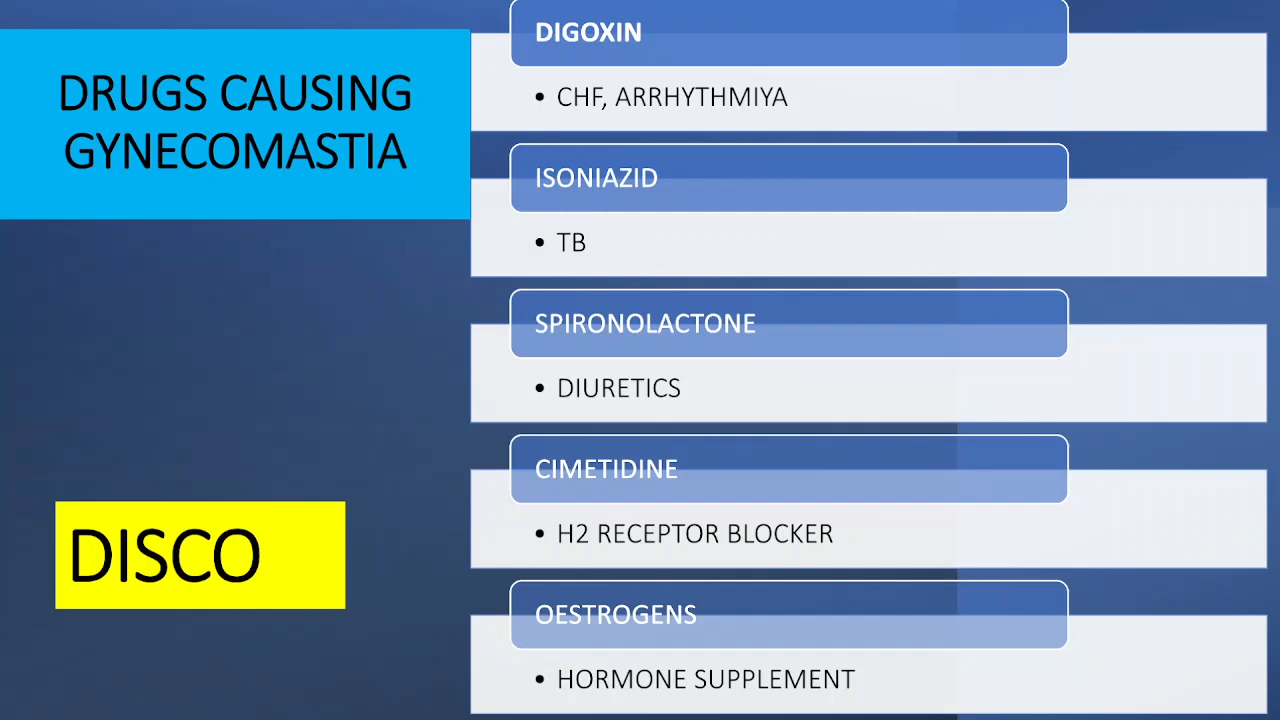 DRUGS CAUSING
GYNECOMASTIA
DISCO
DIGOXIN
• CHF, ARRHYTHMIYA
ISONIAZID
• TB
SPIRONOLACTONE
• DIURETICS
CIMETIDINE
• H2 RECEPTOR BLOCKER
OESTROGENS
• HORMONE SUPPLEMENT